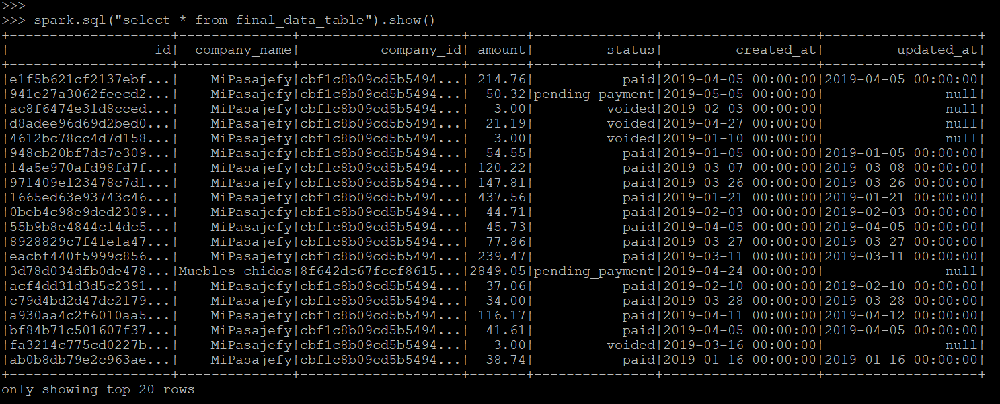 >>>
>>> spark.sql("select * from final_data_table").show()
+--------------------+--------------+--------------------+-------+---------------+-------------------+-------------------+
|                  id|  company_name|          company_id| amount|         status|         created_at|         updated_at|
+--------------------+--------------+--------------------+-------+---------------+-------------------+-------------------+
|e1f5b621cf2137ebf...|    MiPasajefy|cbf1c8b09cd5b5494...| 214.76|           paid|2019-04-05 00:00:00|2019-04-05 00:00:00|
|941e27a3062feecd2...|    MiPasajefy|cbf1c8b09cd5b5494...|  50.32|pending_payment|2019-05-05 00:00:00|               null|
|ac8f6474e31d8cced...|    MiPasajefy|cbf1c8b09cd5b5494...|   3.00|         voided|2019-02-03 00:00:00|               null|
|d8adee96d69d2bed0...|    MiPasajefy|cbf1c8b09cd5b5494...|  21.19|         voided|2019-04-27 00:00:00|               null|
|4612bc78cc4d7d158...|    MiPasajefy|cbf1c8b09cd5b5494...|   3.00|         voided|2019-01-10 00:00:00|               null|
|948cb20bf7dc7e309...|    MiPasajefy|cbf1c8b09cd5b5494...|  54.55|           paid|2019-01-05 00:00:00|2019-01-05 00:00:00|
|14a5e970afd98fd7f...|    MiPasajefy|cbf1c8b09cd5b5494...| 120.22|           paid|2019-03-07 00:00:00|2019-03-08 00:00:00|
|971409e123478c7d1...|    MiPasajefy|cbf1c8b09cd5b5494...| 147.81|           paid|2019-03-26 00:00:00|2019-03-26 00:00:00|
|1665ed63e93743c46...|    MiPasajefy|cbf1c8b09cd5b5494...| 437.56|           paid|2019-01-21 00:00:00|2019-01-21 00:00:00|
|0beb4c98e9ded2309...|    MiPasajefy|cbf1c8b09cd5b5494...|  44.71|           paid|2019-02-03 00:00:00|2019-02-03 00:00:00|
|55b9b8e4844c14dc5...|    MiPasajefy|cbf1c8b09cd5b5494...|  45.73|           paid|2019-04-05 00:00:00|2019-04-05 00:00:00|
|8928829c7f41e1a47...|    MiPasajefy|cbf1c8b09cd5b5494...|  77.86|           paid|2019-03-27 00:00:00|2019-03-27 00:00:00|
|eacbf440f5999c856...|    MiPasajefy|cbf1c8b09cd5b5494...| 239.47|           paid|2019-03-11 00:00:00|2019-03-11 00:00:00|
|3d78d034dfb0de478...|Muebles chidos|8f642dc67fccf8615...|2849.05|pending_payment|2019-04-24 00:00:00|               null|
|acf4dd31d3d5c2391...|    MiPasajefy|cbf1c8b09cd5b5494...|  37.06|           paid|2019-02-10 00:00:00|2019-02-10 00:00:00|
|c79d4bd2d47dc2179...|    MiPasajefy|cbf1c8b09cd5b5494...|  34.00|           paid|2019-03-28 00:00:00|2019-03-28 00:00:00|
|a930aa4c2f6010aa5...|    MiPasajefy|cbf1c8b09cd5b5494...| 116.17|           paid|2019-04-11 00:00:00|2019-04-12 00:00:00|
|bf84b71c501607f37...|    MiPasajefy|cbf1c8b09cd5b5494...|  41.61|           paid|2019-04-05 00:00:00|2019-04-05 00:00:00|
|fa3214c775cd0227b...|    MiPasajefy|cbf1c8b09cd5b5494...|   3.00|         voided|2019-03-16 00:00:00|               null|
|ab0b8db79e2c963ae...|    MiPasajefy|cbf1c8b09cd5b5494...|  38.74|           paid|2019-01-16 00:00:00|2019-01-16 00:00:00|
+--------------------+--------------+--------------------+-------+---------------+-------------------+-------------------+
only showing top 20 rows